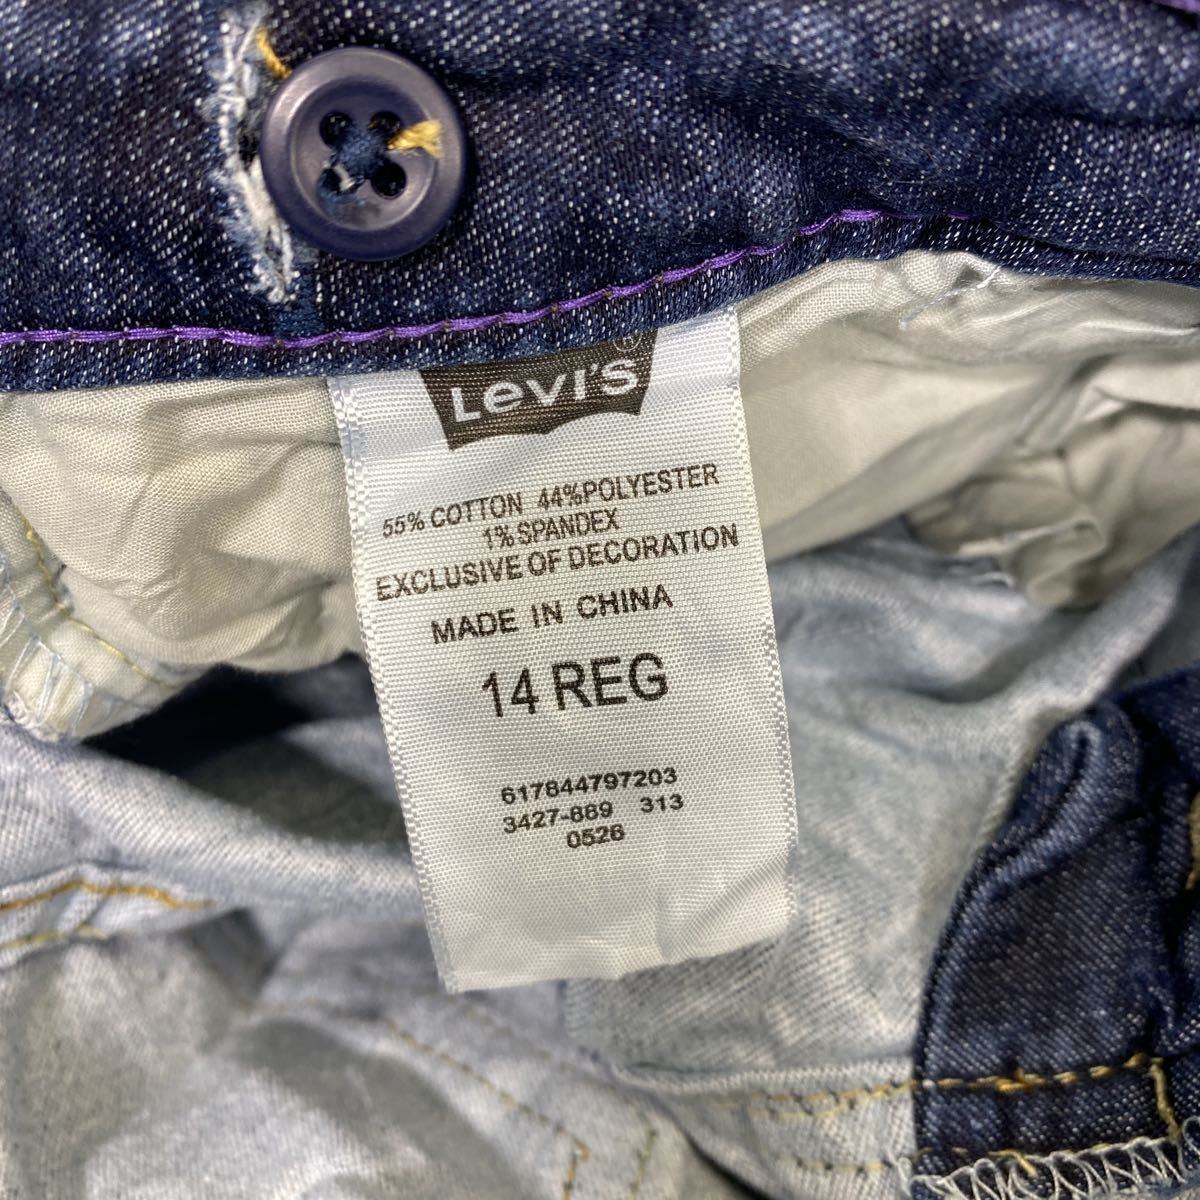 LeVI'S ®
55% COTTON 44%POLYESTER
1% SPANDEX
EXCLUSIVE OF DECORATION
MADE IN CHINA
14 REG
617844797203
3427-889 313
0526